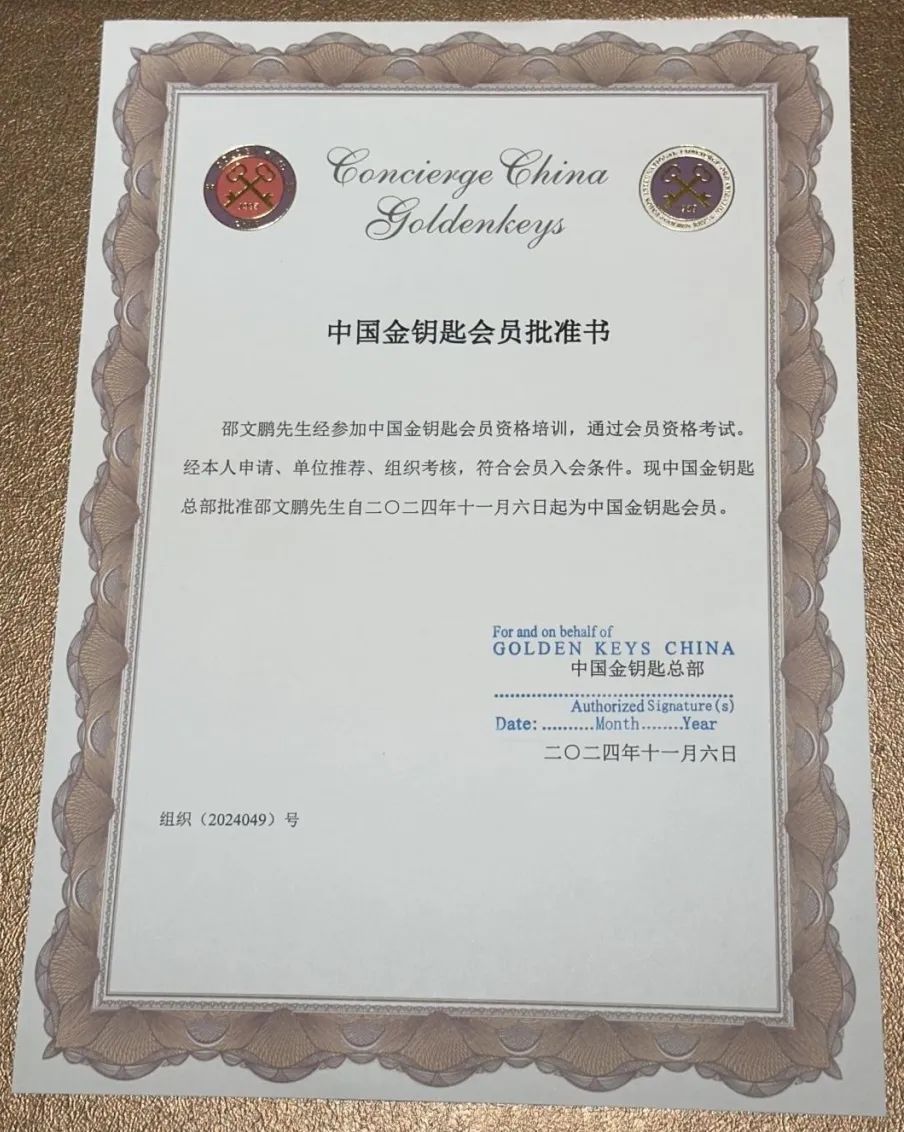 Concierge China
Goldenkeys
中国金钥匙会员批准书
邵文鹏先生经参加中国金钥匙会员资格培训，通过会员资格考试。
经本人申请、单位推荐、组织考核，符合会员入会条件。现中国金钥匙
总部批准邵文鹏先生自二〇二四年十一月六日起为中国金钥匙会员。
For and on behalf of
GOLDEN KEYS CHINA
中国金钥匙总部
Authorized Signature(s)
Date:..........Month........Year
二〇二四年十一月六日
组织（2024049）号